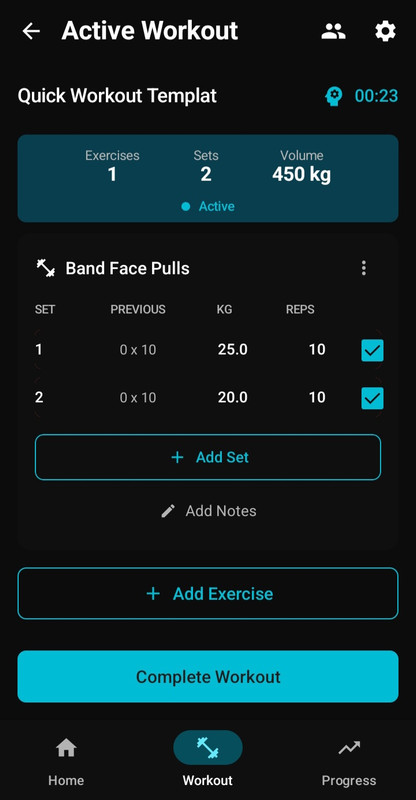 Active Workout
Quick Workout Templat 00:23
Exercises Sets Volume
1 2 450 kg
Active
Band Face Pulls
SET PREVIOUS KG REPS
1 0 x 10 25.0 10
2 0 x 10 20.0 10
+ Add Set
Add Notes
+ Add Exercise
Complete Workout
Home Workout Progress